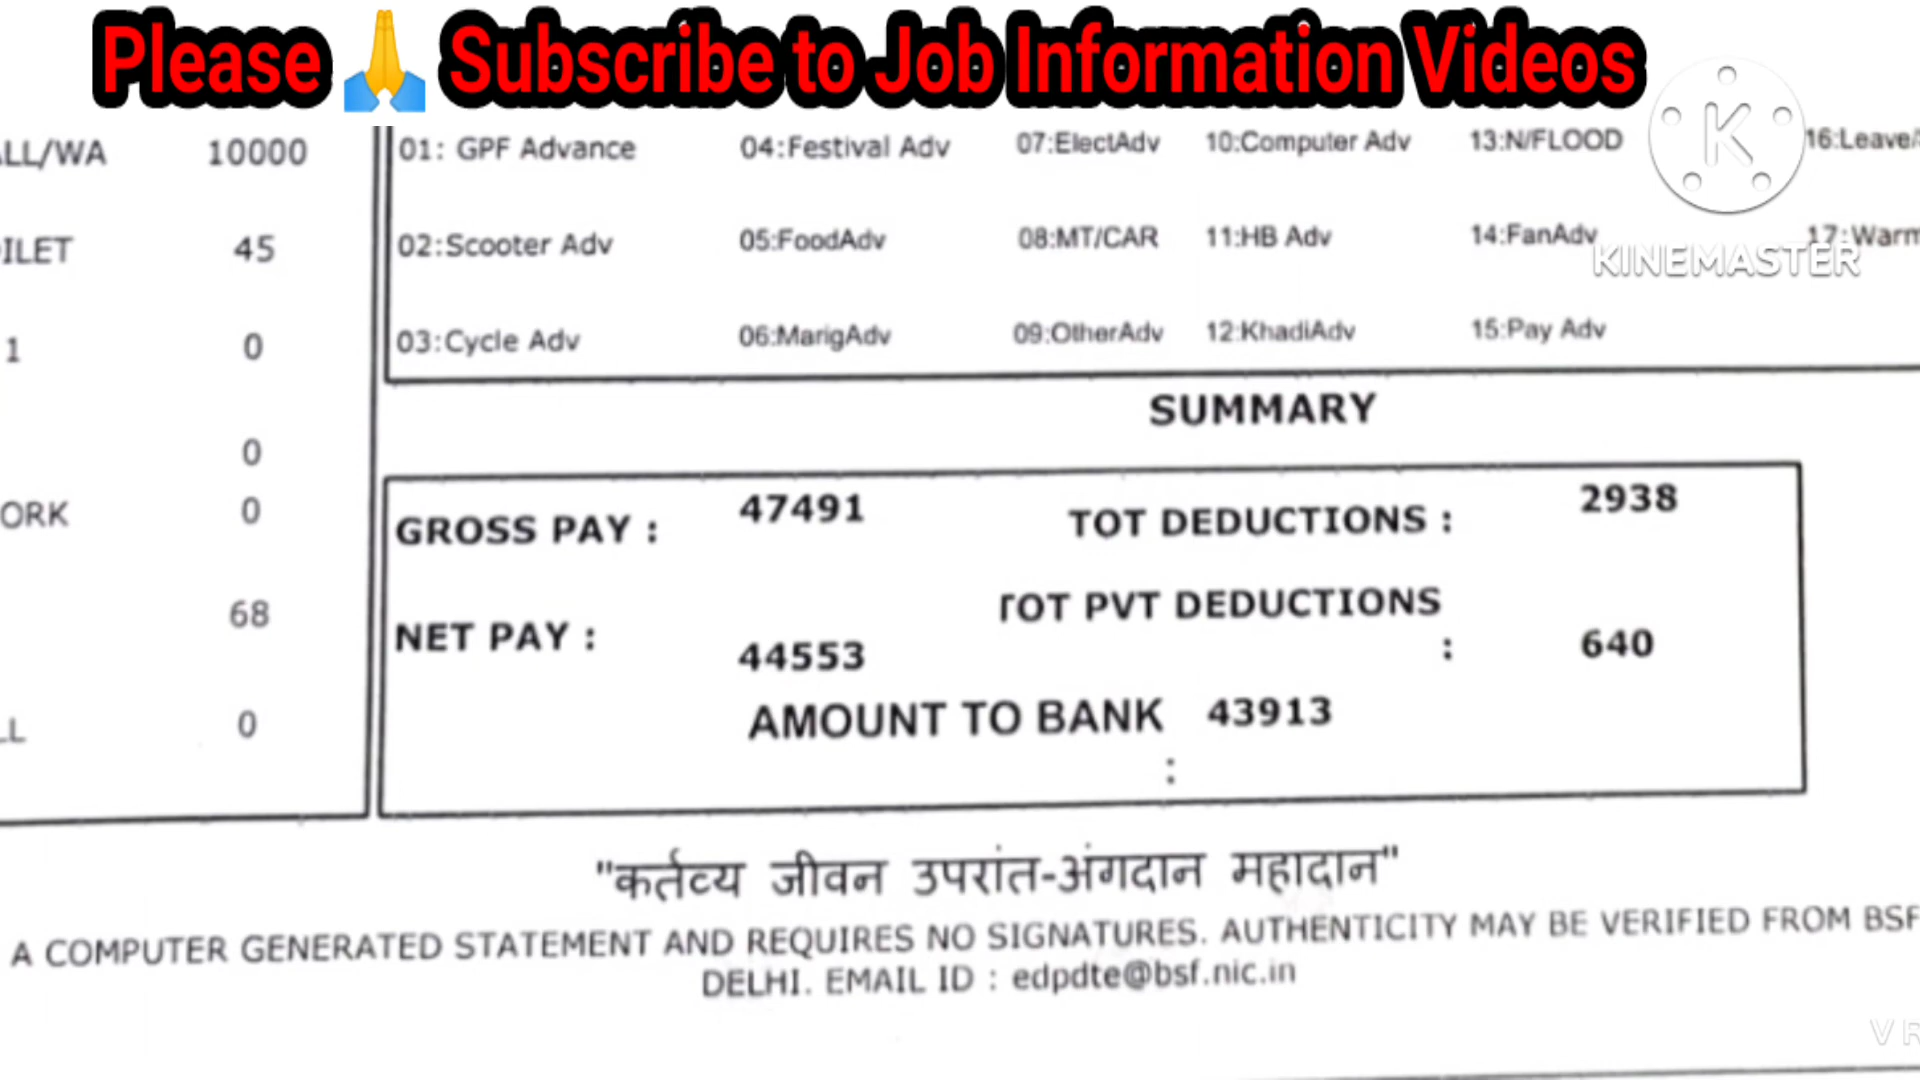 Please 🙏 Subscribe to Job Information Videos
ALL/WA 10000 01: GPF Advance 04:Festival Adv 07:ElectAdv 10:Computer Adv 13:N/FLOOD 16:Leave/
ILET 45 02:Scooter Adv 05:FoodAdv 08:MT/CAR 11:HB Adv 14:FanAdv 17:Warm
KINEMASTER
1 0 03:Cycle Adv 06:MarigAdv 09:OtherAdv 12:KhadiAdv 15:Pay Adv
SUMMARY
0
ORK 0 GROSS PAY : 47491 TOT DEDUCTIONS : 2938
68 NET PAY : 44553 TOT PVT DEDUCTIONS : 640
LL 0 AMOUNT TO BANK : 43913
"कर्तव्य जीवन उपरांत-अंगदान महादान"
A COMPUTER GENERATED STATEMENT AND REQUIRES NO SIGNATURES. AUTHENTICITY MAY BE VERIFIED FROM BSF
DELHI. EMAIL ID : edpdte@bsf.nic.in